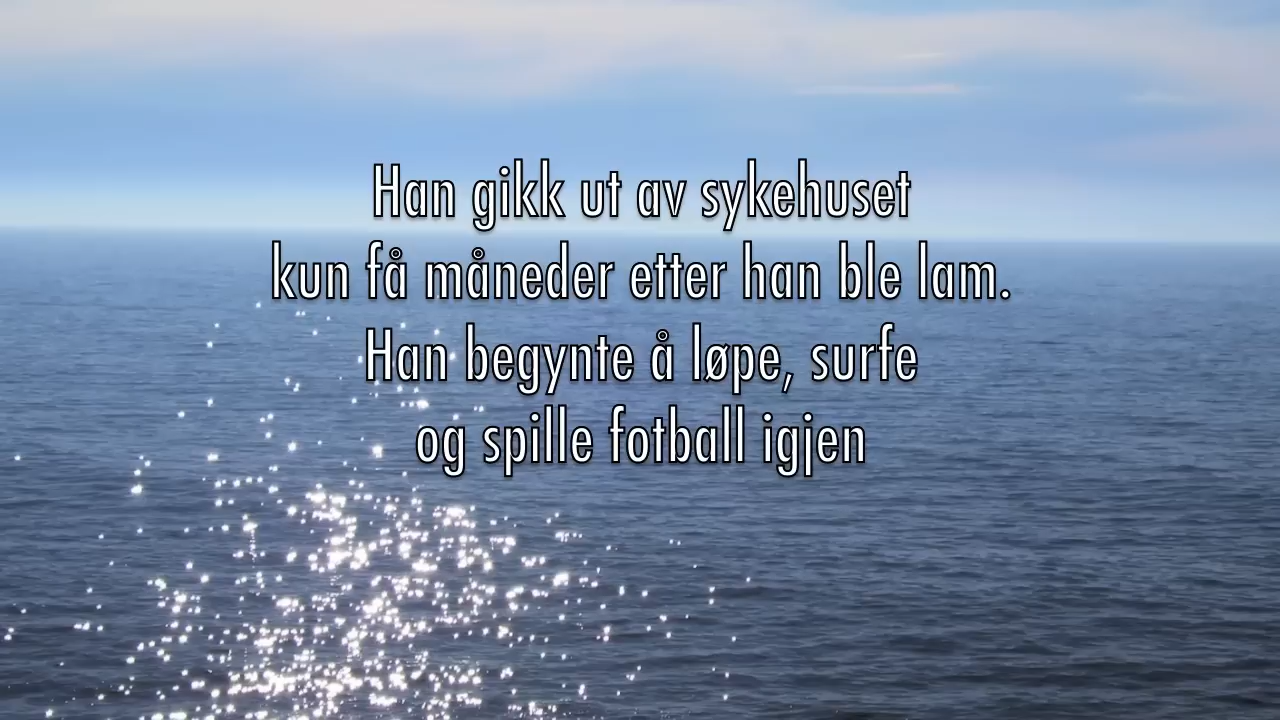 Han gikk ut av sykehuset
kun få måneder etter han ble lam.
Han begynte å løpe, surfe
og spille fotball igjen